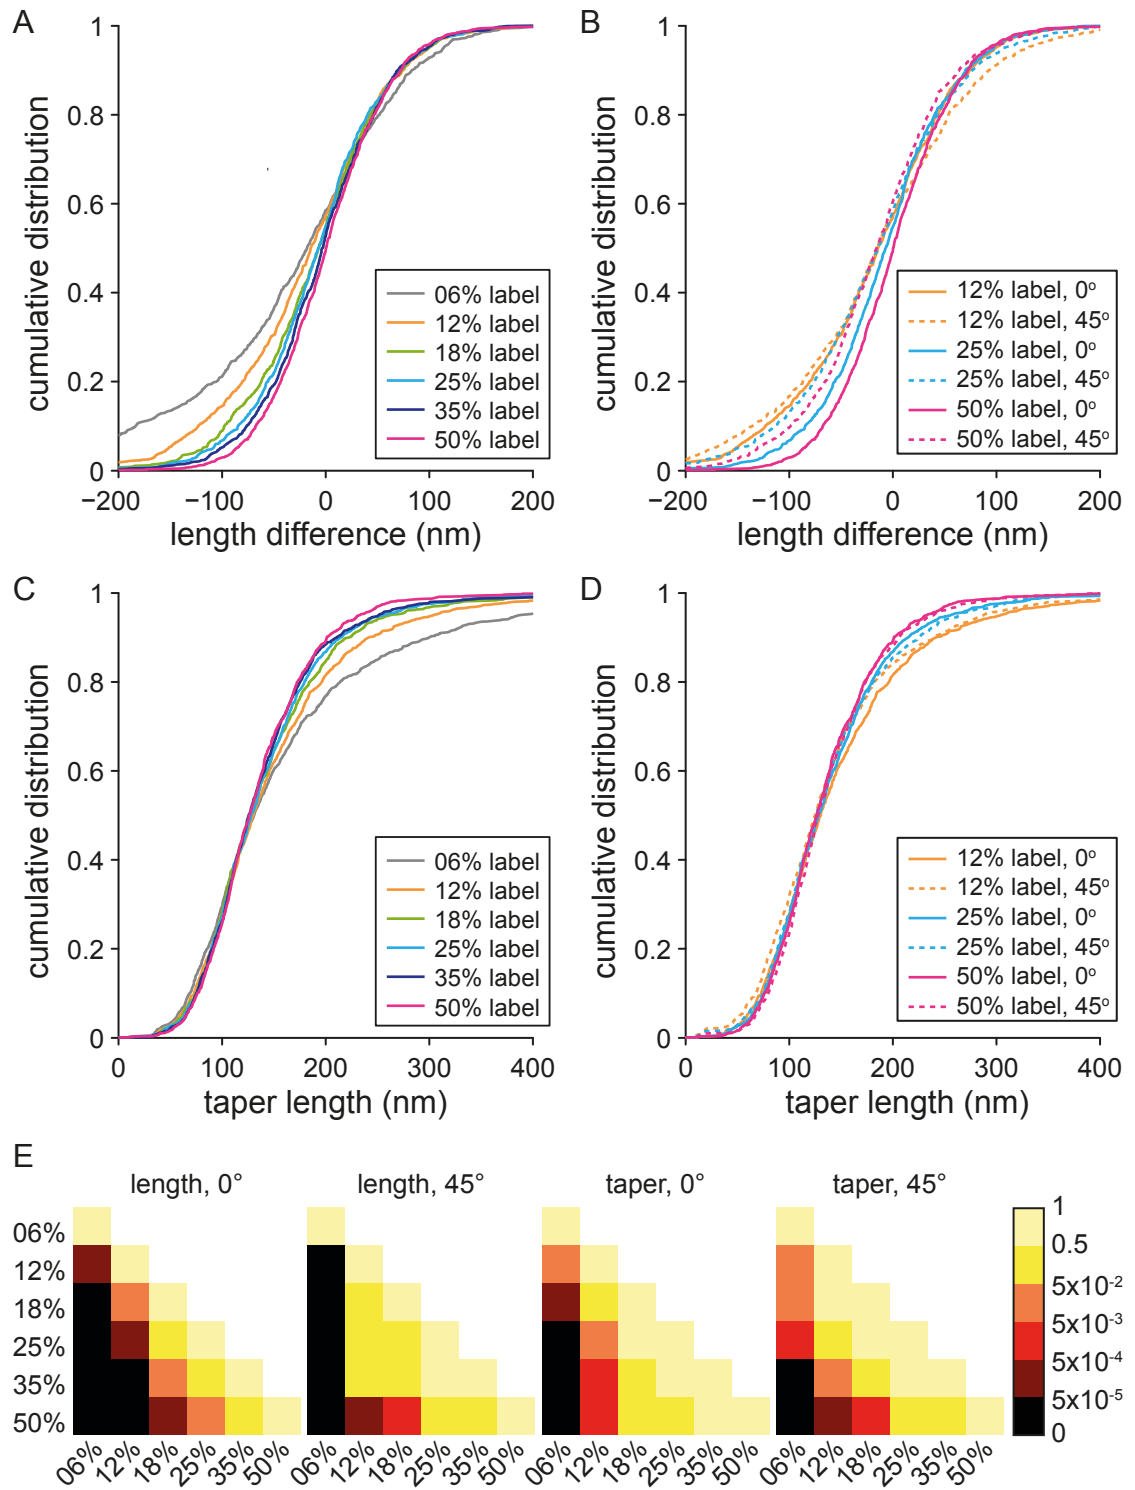 A
cumulative distribution
1
0.8
0.6
0.4
0.2
0
−200
−100
0
100
200
length difference (nm)
06% label
12% label
18% label
25% label
35% label
50% label
B
cumulative distribution
1
0.8
0.6
0.4
0.2
0
−200
−100
0
100
200
length difference (nm)
12% label, 0°
12% label, 45°
25% label, 0°
25% label, 45°
50% label, 0°
50% label, 45°
C
cumulative distribution
1
0.8
0.6
0.4
0.2
0
0
100
200
300
400
taper length (nm)
06% label
12% label
18% label
25% label
35% label
50% label
D
cumulative distribution
1
0.8
0.6
0.4
0.2
0
0
100
200
300
400
taper length (nm)
12% label, 0°
12% label, 45°
25% label, 0°
25% label, 45°
50% label, 0°
50% label, 45°
E
length, 0°
length, 45°
taper, 0°
taper, 45°
06%
12%
18%
25%
35%
50%
06% 12% 18% 25% 35% 50%
06% 12% 18% 25% 35% 50%
06% 12% 18% 25% 35% 50%
06% 12% 18% 25% 35% 50%
1
0.5
5x10⁻²
5x10⁻³
5x10⁻⁴
5x10⁻⁵
0